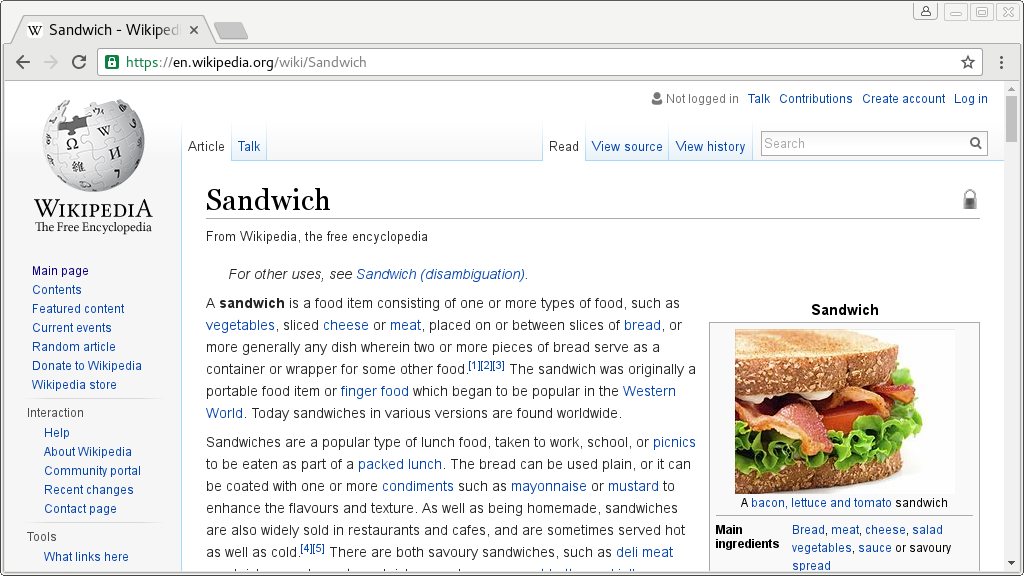 Sandwich - Wikiped
https://en.wikipedia.org/wiki/Sandwich
Not logged in Talk Contributions Create account Log in
Article Talk Read View source View history Search
WIKIPEDIA
The Free Encyclopedia
Main page
Contents
Featured content
Current events
Random article
Donate to Wikipedia
Wikipedia store
Interaction
Help
About Wikipedia
Community portal
Recent changes
Contact page
Tools
What links here
Sandwich
From Wikipedia, the free encyclopedia
For other uses, see Sandwich (disambiguation).
A sandwich is a food item consisting of one or more types of food, such as
vegetables, sliced cheese or meat, placed on or between slices of bread, or
more generally any dish wherein two or more pieces of bread serve as a
container or wrapper for some other food.[1][2][3] The sandwich was originally a
portable food item or finger food which began to be popular in the Western
World. Today sandwiches in various versions are found worldwide.
Sandwiches are a popular type of lunch food, taken to work, school, or picnics
to be eaten as part of a packed lunch. The bread can be used plain, or it can
be coated with one or more condiments such as mayonnaise or mustard to
enhance the flavours and texture. As well as being homemade, sandwiches
are also widely sold in restaurants and cafes, and are sometimes served hot
as well as cold.[4][5] There are both savoury sandwiches, such as deli meat
Sandwich
A bacon, lettuce and tomato sandwich
Main ingredients
Bread, meat, cheese, salad
vegetables, sauce or savoury
spread